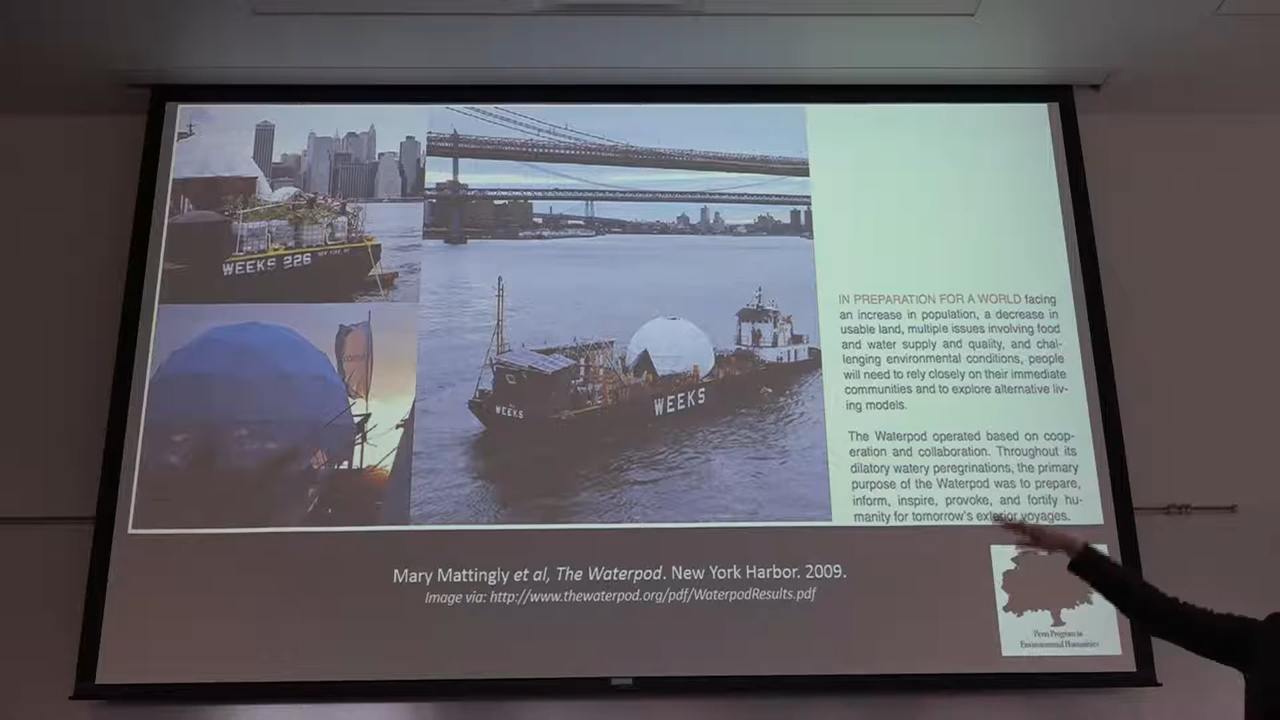 WEEKS 226
WEEKS
WEEKS
IN PREPARATION FOR A WORLD facing
an increase in population, a decrease in
usable land, multiple issues involving food
and water supply and quality, and chal-
lenging environmental conditions, people
will need to rely closely on their immediate
communities and to explore alternative liv-
ing models.
The Waterpod operated based on coop-
eration and collaboration. Throughout its
dilatory watery peregrinations, the primary
purpose of the Waterpod was to prepare,
inform, inspire, provoke, and fortify hu-
manity for tomorrow's exterior voyages.
Mary Mattingly et al, The Waterpod. New York Harbor. 2009.
Image via: http://www.thewaterpod.org/pdf/WaterpodResults.pdf
Penn Program in
Environmental Humanities